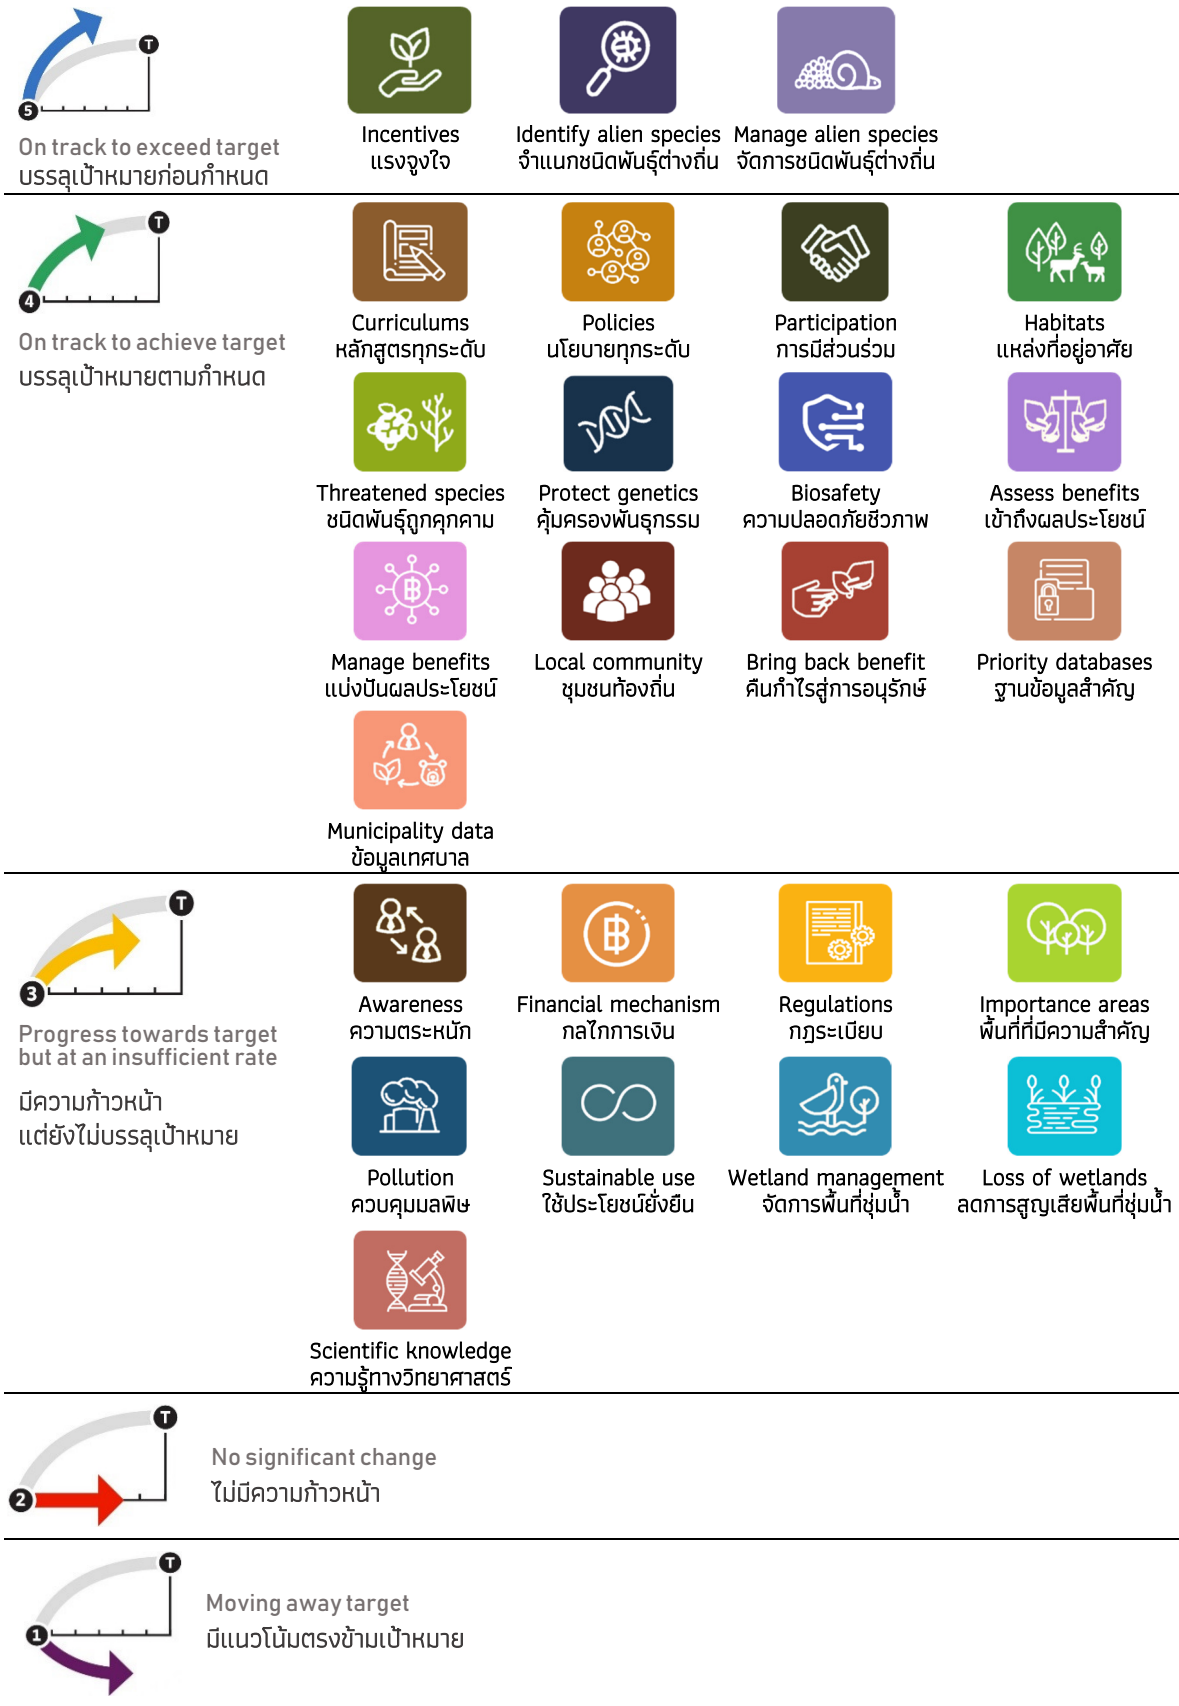 T
5
On track to exceed target
บรรลุเป้าหมายก่อนกำหนด
Incentives
แรงจูงใจ
Identify alien species
จำแนกชนิดพันธุ์ต่างถิ่น
Manage alien species
จัดการชนิดพันธุ์ต่างถิ่น
T
4
On track to achieve target
บรรลุเป้าหมายตามกำหนด
Curriculums
หลักสูตรทุกระดับ
Policies
นโยบายทุกระดับ
Participation
การมีส่วนร่วม
Habitats
แหล่งที่อยู่อาศัย
Threatened species
ชนิดพันธุ์ถูกคุกคาม
Protect genetics
คุ้มครองพันธุกรรม
Biosafety
ความปลอดภัยชีวภาพ
Assess benefits
เข้าถึงผลประโยชน์
฿
Manage benefits
แบ่งปันผลประโยชน์
Local community
ชุมชนท้องถิ่น
Bring back benefit
คืนกำไรสู่การอนุรักษ์
Priority databases
ฐานข้อมูลสำคัญ
Municipality data
ข้อมูลเทศบาล
T
3
Progress towards target
but at an insufficient rate
มีความก้าวหน้า
แต่ยังไม่บรรลุเป้าหมาย
Awareness
ความตระหนัก
฿
Financial mechanism
กลไกการเงิน
Regulations
กฎระเบียบ
Importance areas
พื้นที่ที่มีความสำคัญ
Pollution
ควบคุมมลพิษ
Sustainable use
ใช้ประโยชน์ยั่งยืน
Wetland management
จัดการพื้นที่ชุ่มน้ำ
Loss of wetlands
ลดการสูญเสียพื้นที่ชุ่มน้ำ
Scientific knowledge
ความรู้ทางวิทยาศาสตร์
T
2
No significant change
ไม่มีความก้าวหน้า
T
1
Moving away target
มีแนวโน้มตรงข้ามเป้าหมาย